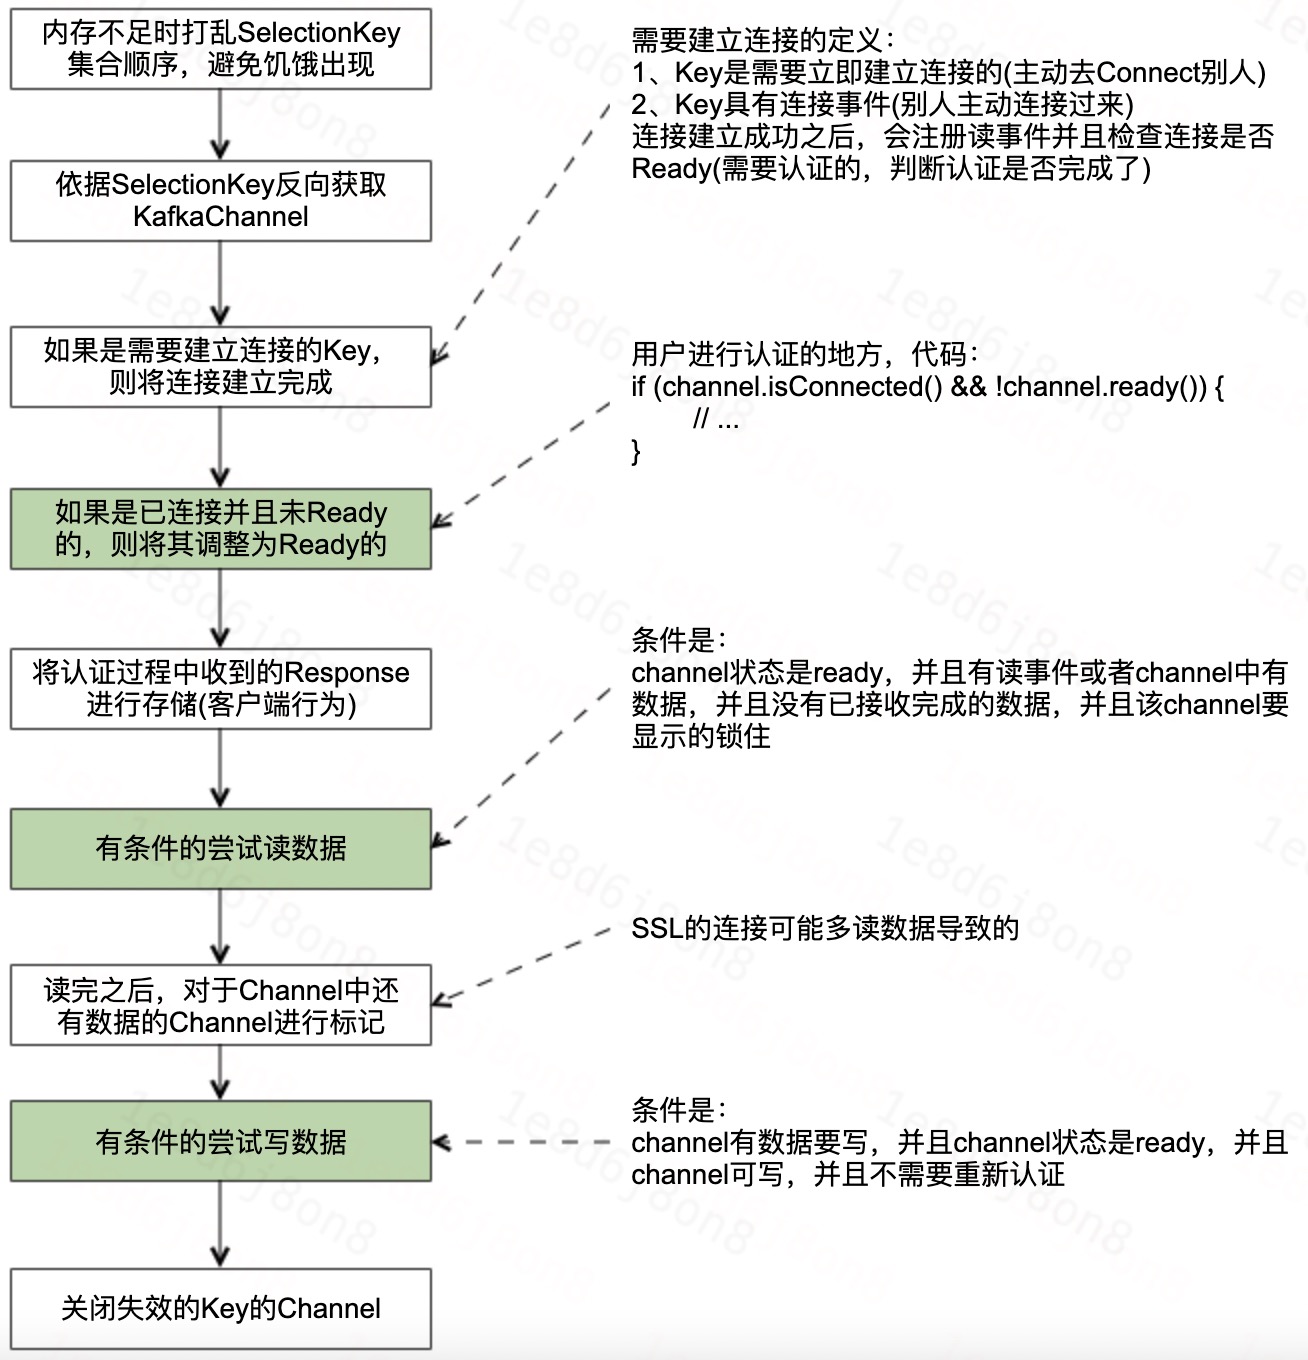 内存不足时打乱SelectionKey
集合顺序，避免饥饿出现
依据SelectionKey反向获取
KafkaChannel
如果是需要建立连接的Key，
则将连接建立完成
如果是已连接并且未Ready
的，则将其调整为Ready的
将认证过程中收到的Response
进行存储(客户端行为)
有条件的尝试读数据
读完之后，对于Channel中还
有数据的Channel进行标记
有条件的尝试写数据
关闭失效的Key的Channel
需要建立连接的定义：
1、Key是需要立即建立连接的(主动去Connect别人)
2、Key具有连接事件(别人主动连接过来)
连接建立成功之后，会注册读事件并且检查连接是否
Ready(需要认证的，判断认证是否完成了)
用户进行认证的地方，代码：
if (channel.isConnected() && !channel.ready()) {
// ...
}
条件是：
channel状态是ready，并且有读事件或者channel中有
数据，并且没有已接收完成的数据，并且该channel要
显示的锁住
SSL的连接可能多读数据导致的
条件是：
channel有数据要写，并且channel状态是ready，并且
channel可写，并且不需要重新认证
1e8d6j8on8